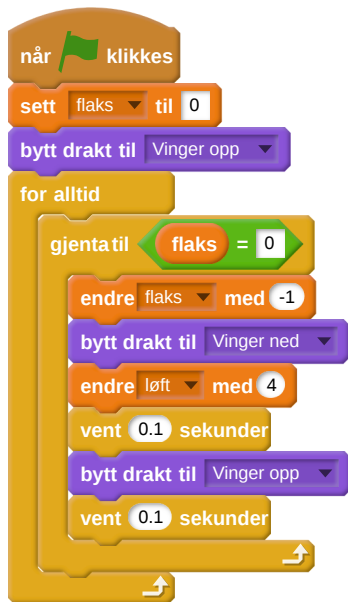 når klikkes
sett flaks til 0
bytt drakt til Vinger opp
for alltid
gjenta til flaks = 0
endre flaks med -1
bytt drakt til Vinger ned
endre løft med 4
vent 0.1 sekunder
bytt drakt til Vinger opp
vent 0.1 sekunder